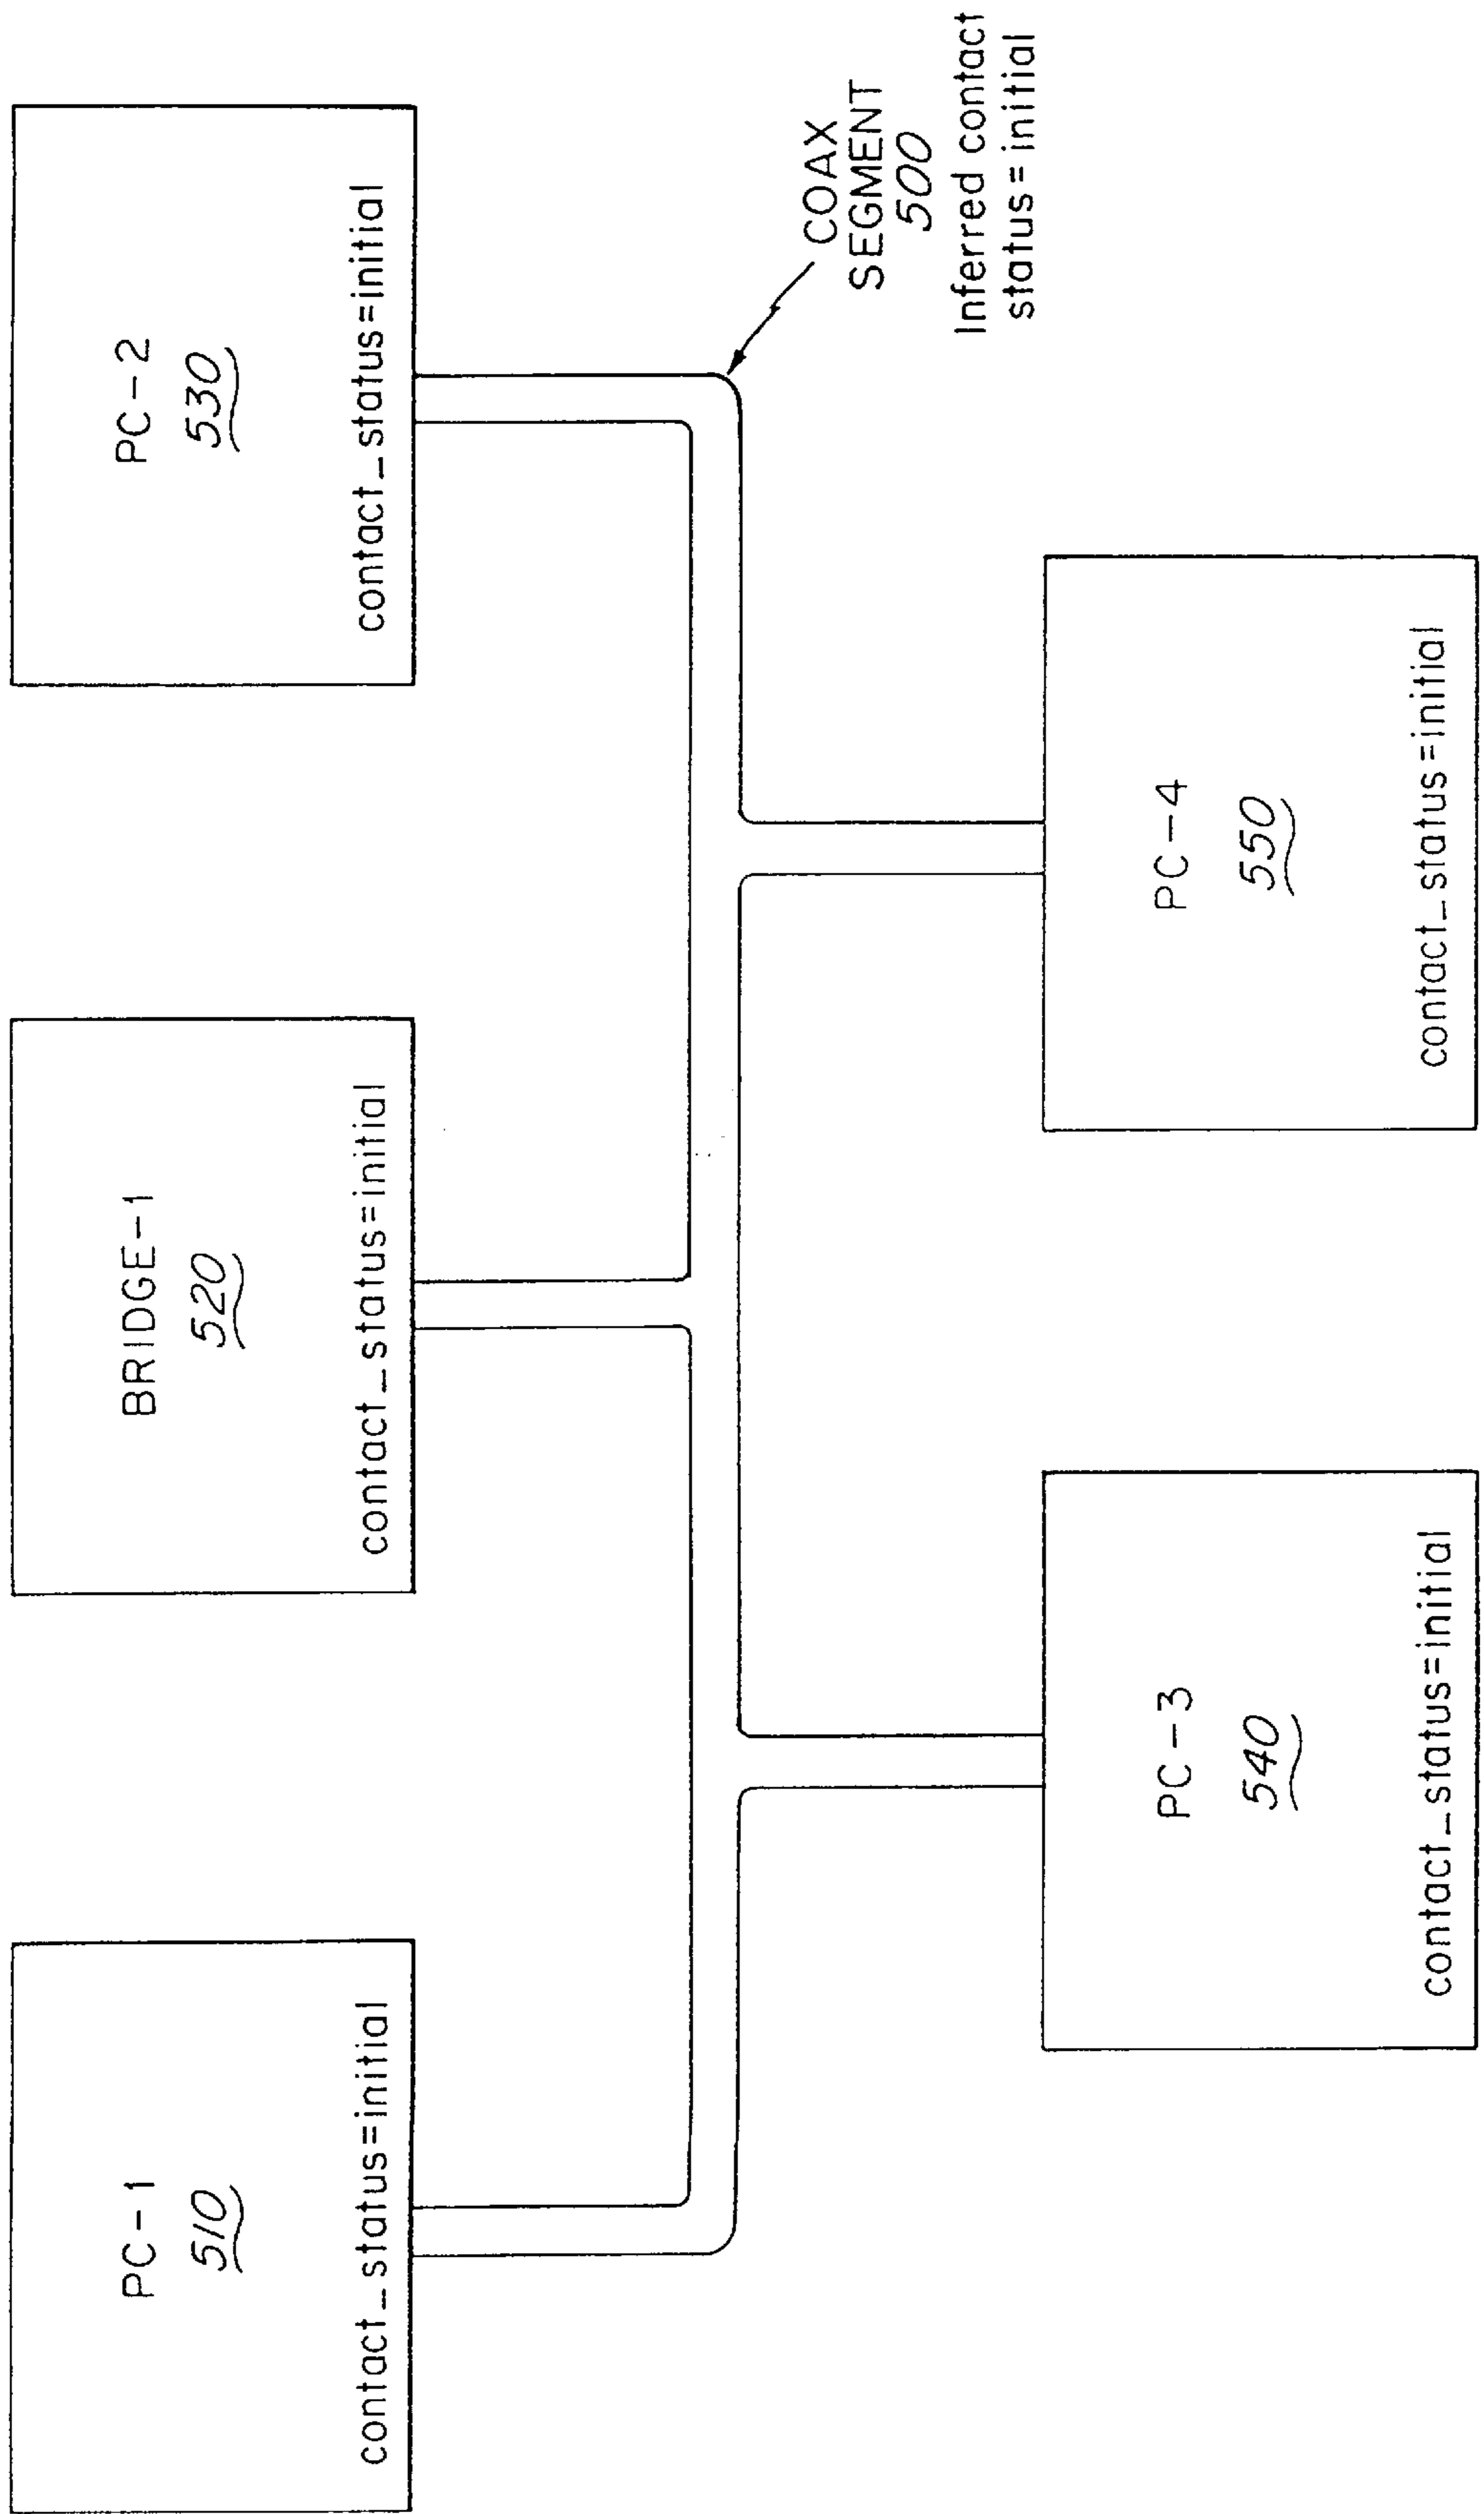 PC-1
510
contact_status=initial
BRIDGE-1
520
contact_status=initial
PC-2
530
contact_status=initial
COAX
SEGMENT
500
Inferred contact
status=initial
PC-3
540
contact_status=initial
PC-4
550
contact_status=initial